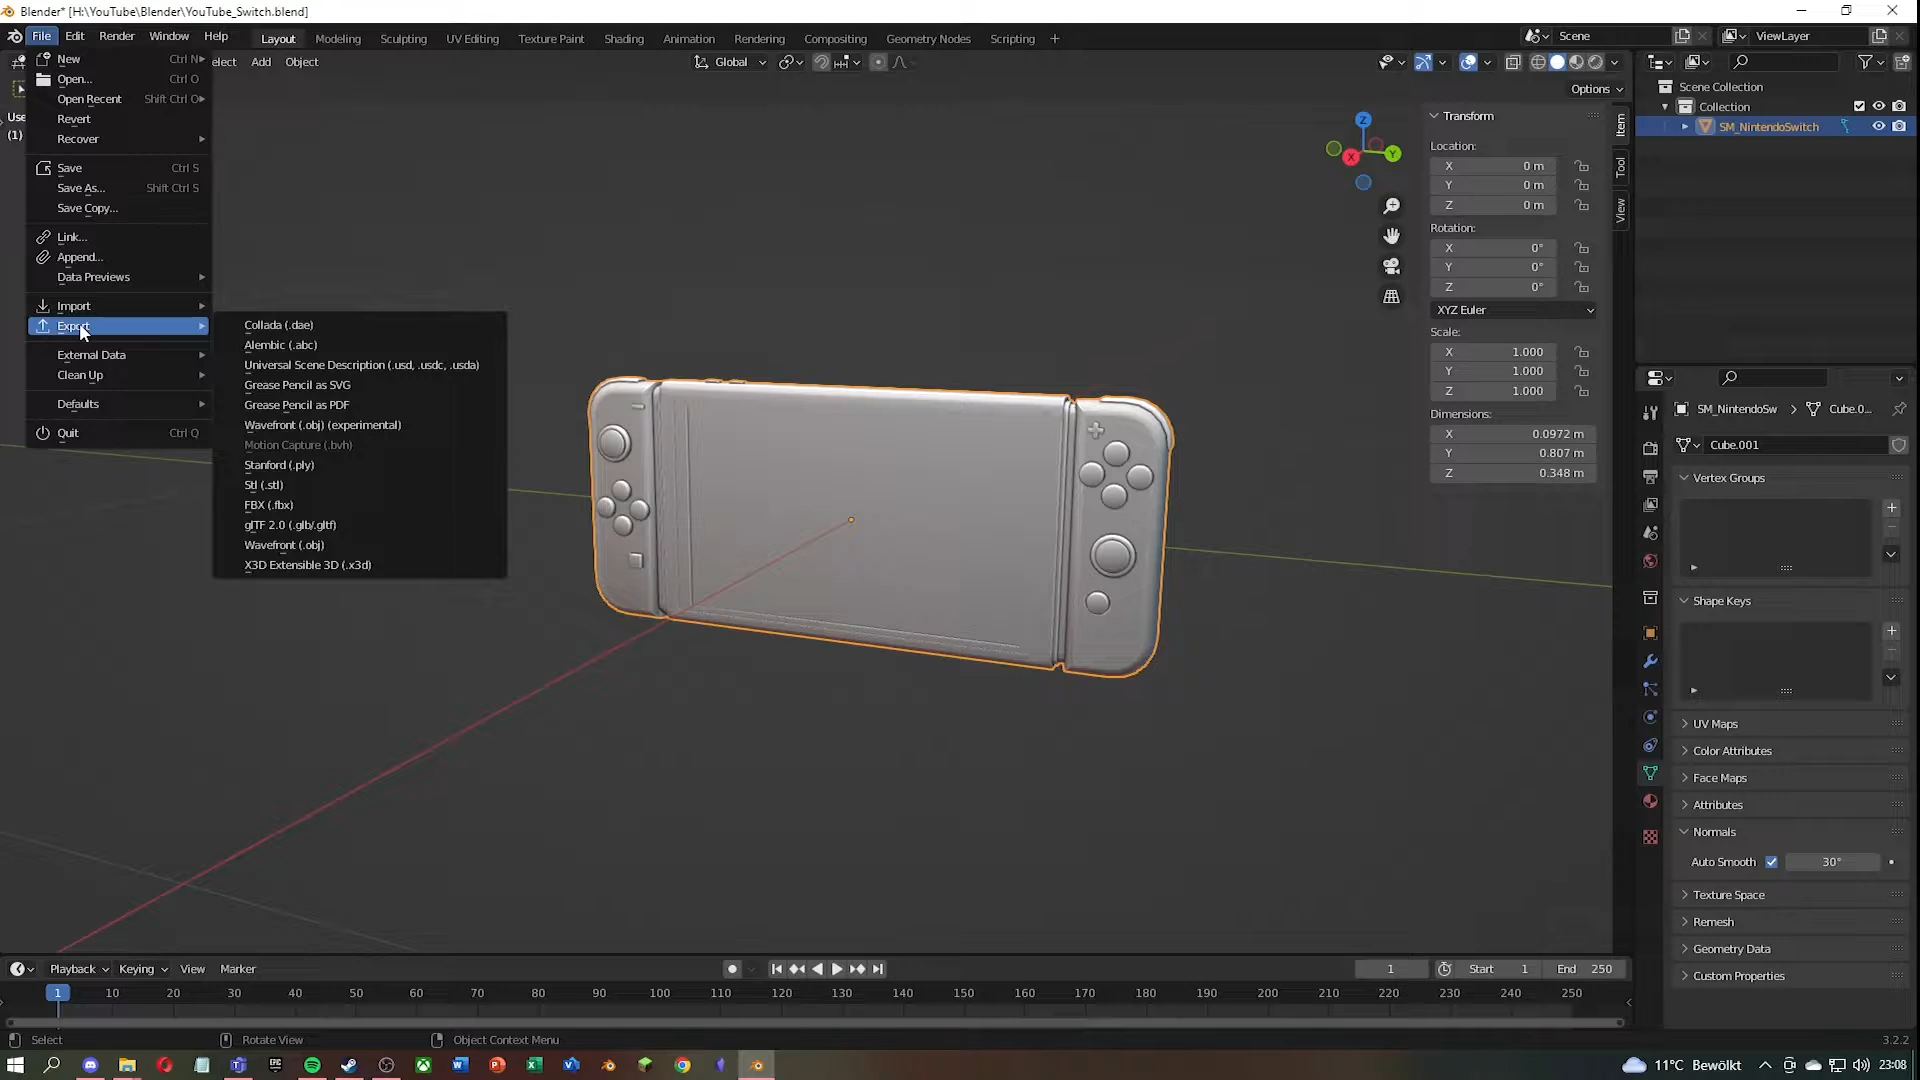 Blender* [H:\YouTube\Blender\YouTube_Switch.blend]
File Edit Render Window Help
Layout Modeling Sculpting UV Editing Texture Paint Shading Animation Rendering Compositing Geometry Nodes Scripting +
Scene
ViewLayer
elect Add Object
Global
Options
Use
(1)
New Ctrl N
Open... Ctrl O
Open Recent Shift Ctrl O
Revert
Recover
Save Ctrl S
Save As... Shift Ctrl S
Save Copy...
Link...
Append...
Data Previews
Import
Export
External Data
Clean Up
Defaults
Quit Ctrl Q
Collada (.dae)
Alembic (.abc)
Universal Scene Description (.usd, .usdc, .usda)
Grease Pencil as SVG
Grease Pencil as PDF
Wavefront (.obj) (experimental)
Motion Capture (.bvh)
Stanford (.ply)
Stl (.stl)
FBX (.fbx)
glTF 2.0 (.glb/.gltf)
Wavefront (.obj)
X3D Extensible 3D (.x3d)
Z
X
Y
Transform
Location:
X 0 m
Y 0 m
Z 0 m
Rotation:
X 0°
Y 0°
Z 0°
XYZ Euler
Scale:
X 1.000
Y 1.000
Z 1.000
Dimensions:
X 0.0972 m
Y 0.807 m
Z 0.348 m
Item
Tool
View
Scene Collection
Collection
SM_NintendoSwitch
SM_NintendoSw
Cube.0...
Cube.001
Vertex Groups
Shape Keys
UV Maps
Color Attributes
Face Maps
Attributes
Normals
Auto Smooth 30°
Texture Space
Remesh
Geometry Data
Custom Properties
Playback Keying View Marker
1 Start 1 End 250
1 10 20 30 40 50 60 70 80 90 100 110 120 130 140 150 160 170 180 190 200 210 220 230 240 250
Select Rotate View Object Context Menu
3.2.2
11°C Bewölkt 23:08